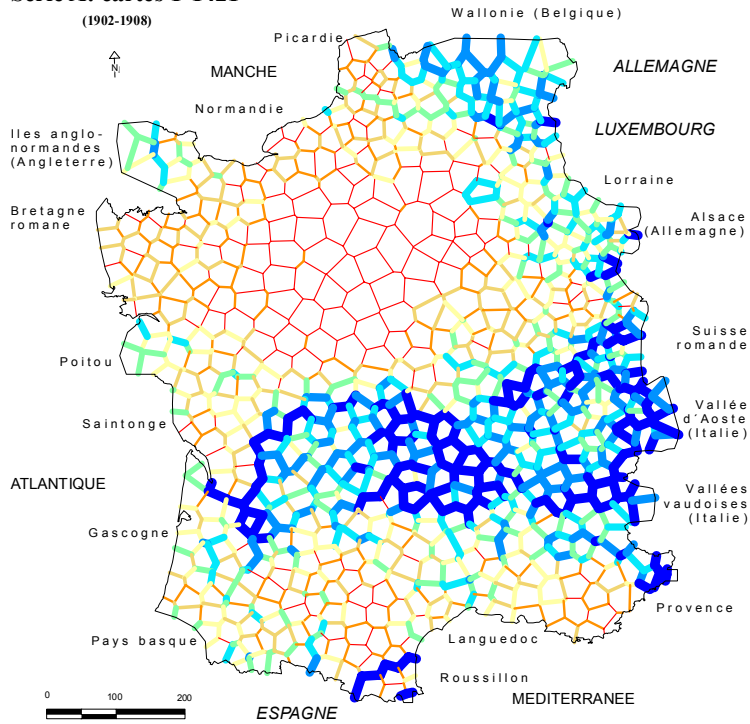 (1902-1908)
Wallonie (Belgique)
Picardie
N
MANCHE
ALLEMAGNE
Normandie
Iles anglo-
normandes
(Angleterre)
LUXEMBOURG
Lorraine
Bretagne
romane
Alsace
(Allemagne)
Suisse
romande
Poitou
Vallée
d´Aoste
(Italie)
Saintonge
ATLANTIQUE
Vallées
vaudoises
(Italie)
Gascogne
Provence
Pays basque
Languedoc
Roussillon
0 100 200
MEDITERRANEE
ESPAGNE